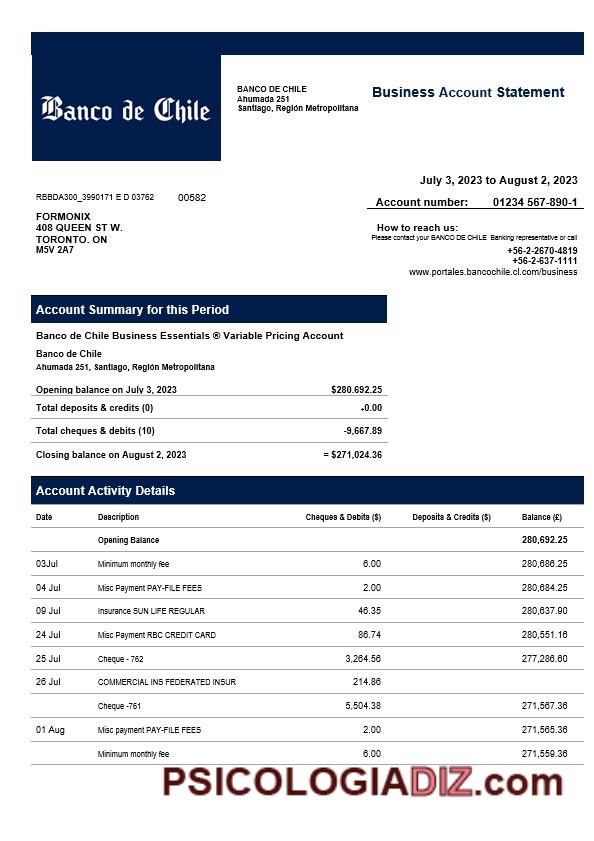 Banco de Chile
BANCO DE CHILE
Ahumada 251
Santiago, Región Metropolitana
Business Account Statement
July 3, 2023 to August 2, 2023
RBBDA300_3990171 E D 03762 00582
Account number: 01234 567-890-1
FORMONIX
408 QUEEN ST W.
TORONTO. ON
M5V 2A7
How to reach us:
Please contact your BANCO DE CHILE Banking representative or call
+56-2-2670-4819
+56-2-637-1111
www.portales.bancochile.cl.com/business
Account Summary for this Period
Banco de Chile Business Essentials ® Variable Pricing Account
Banco de Chile
Ahumada 251, Santiago, Región Metropolitana
Opening balance on July 3, 2023 $280.692.25
Total deposits & credits (0) +0.00
Total cheques & debits (10) -9,667.89
Closing balance on August 2, 2023 = $271,024.36
Account Activity Details
Date Description Cheques & Debits ($) Deposits & Credits ($) Balance (£)
Opening Balance 280,692.25
03Jul Minimum monthly fee 6.00 280,686.25
04 Jul Misc Payment PAY-FILE FEES 2.00 280,684.25
09 Jul Insurance SUN LIFE REGULAR 46.35 280,637.90
24 Jul Misc Payment RBC CREDIT CARD 86.74 280,551.16
25 Jul Cheque - 762 3,264.56 277,286.60
26 Jul COMMERCIAL INS FEDERATED INSUR 214.86
Cheque -761 5,504.38 271,567.36
01 Aug Misc payment PAY-FILE FEES 2.00 271,565.36
Minimum monthly fee 6.00 271,559.36
PSICOLOGIADIZ.com